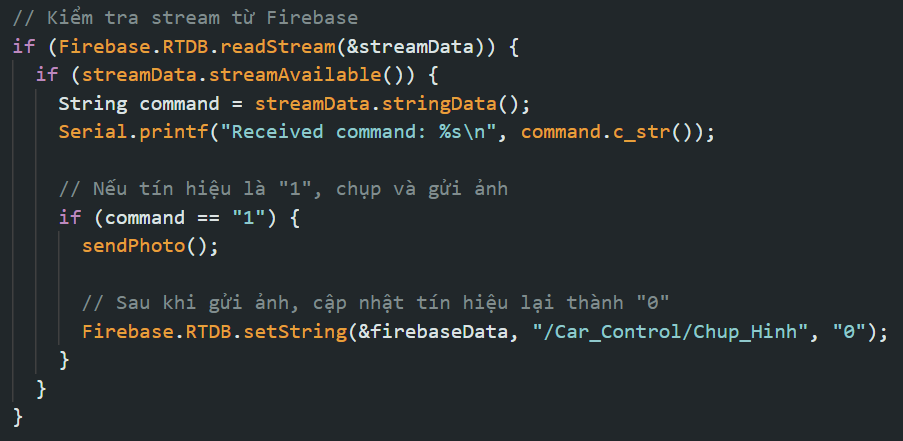 // Kiểm tra stream từ Firebase
if (Firebase.RTDB.readStream(&streamData)) {
if (streamData.streamAvailable()) {
String command = streamData.stringData();
Serial.printf("Received command: %s\n", command.c_str());
// Nếu tín hiệu là "1", chụp và gửi ảnh
if (command == "1") {
sendPhoto();
// Sau khi gửi ảnh, cập nhật tín hiệu lại thành "0"
Firebase.RTDB.setString(&firebaseData, "/Car_Control/Chup_Hinh", "0");
}
}
}